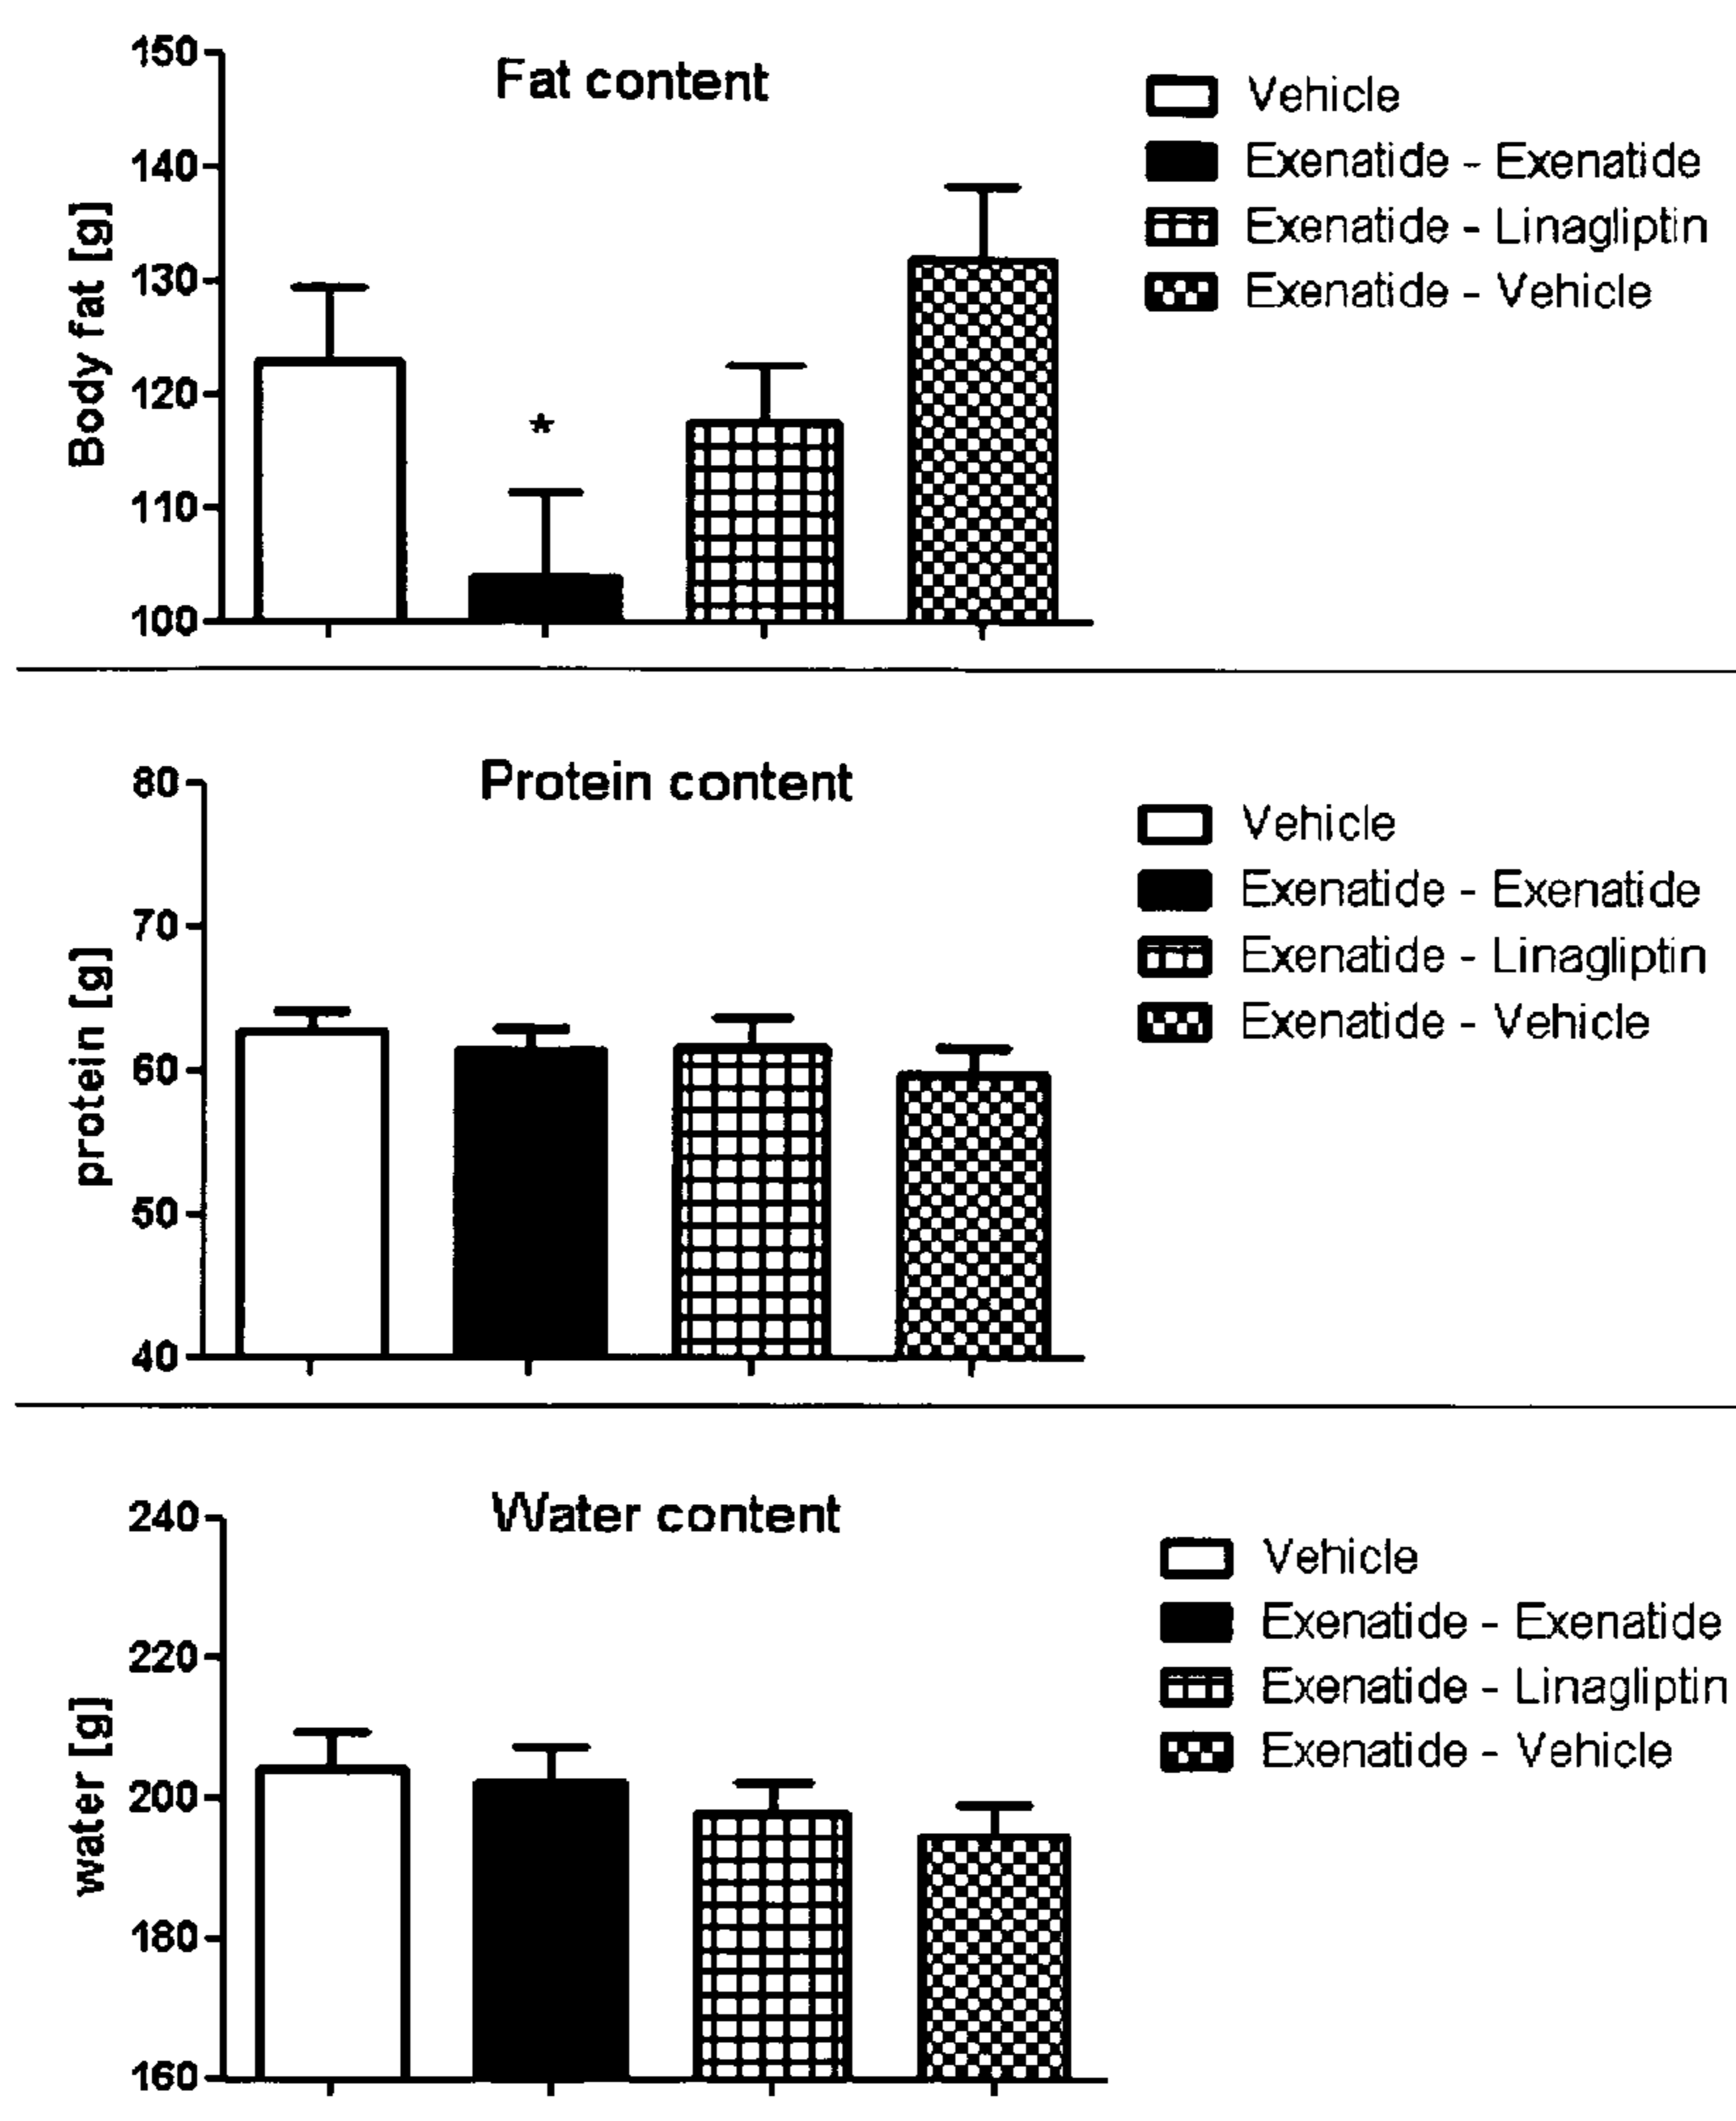 Fat content
150
140
130
120
110
100
Body fat [g]
*
Vehicle
Exenatide - Exenatide
Exenatide - Linagliptin
Exenatide - Vehicle
Protein content
80
70
60
50
40
protein [g]
Vehicle
Exenatide - Exenatide
Exenatide - Linagliptin
Exenatide - Vehicle
Water content
240
220
200
180
160
water [g]
Vehicle
Exenatide - Exenatide
Exenatide - Linagliptin
Exenatide - Vehicle